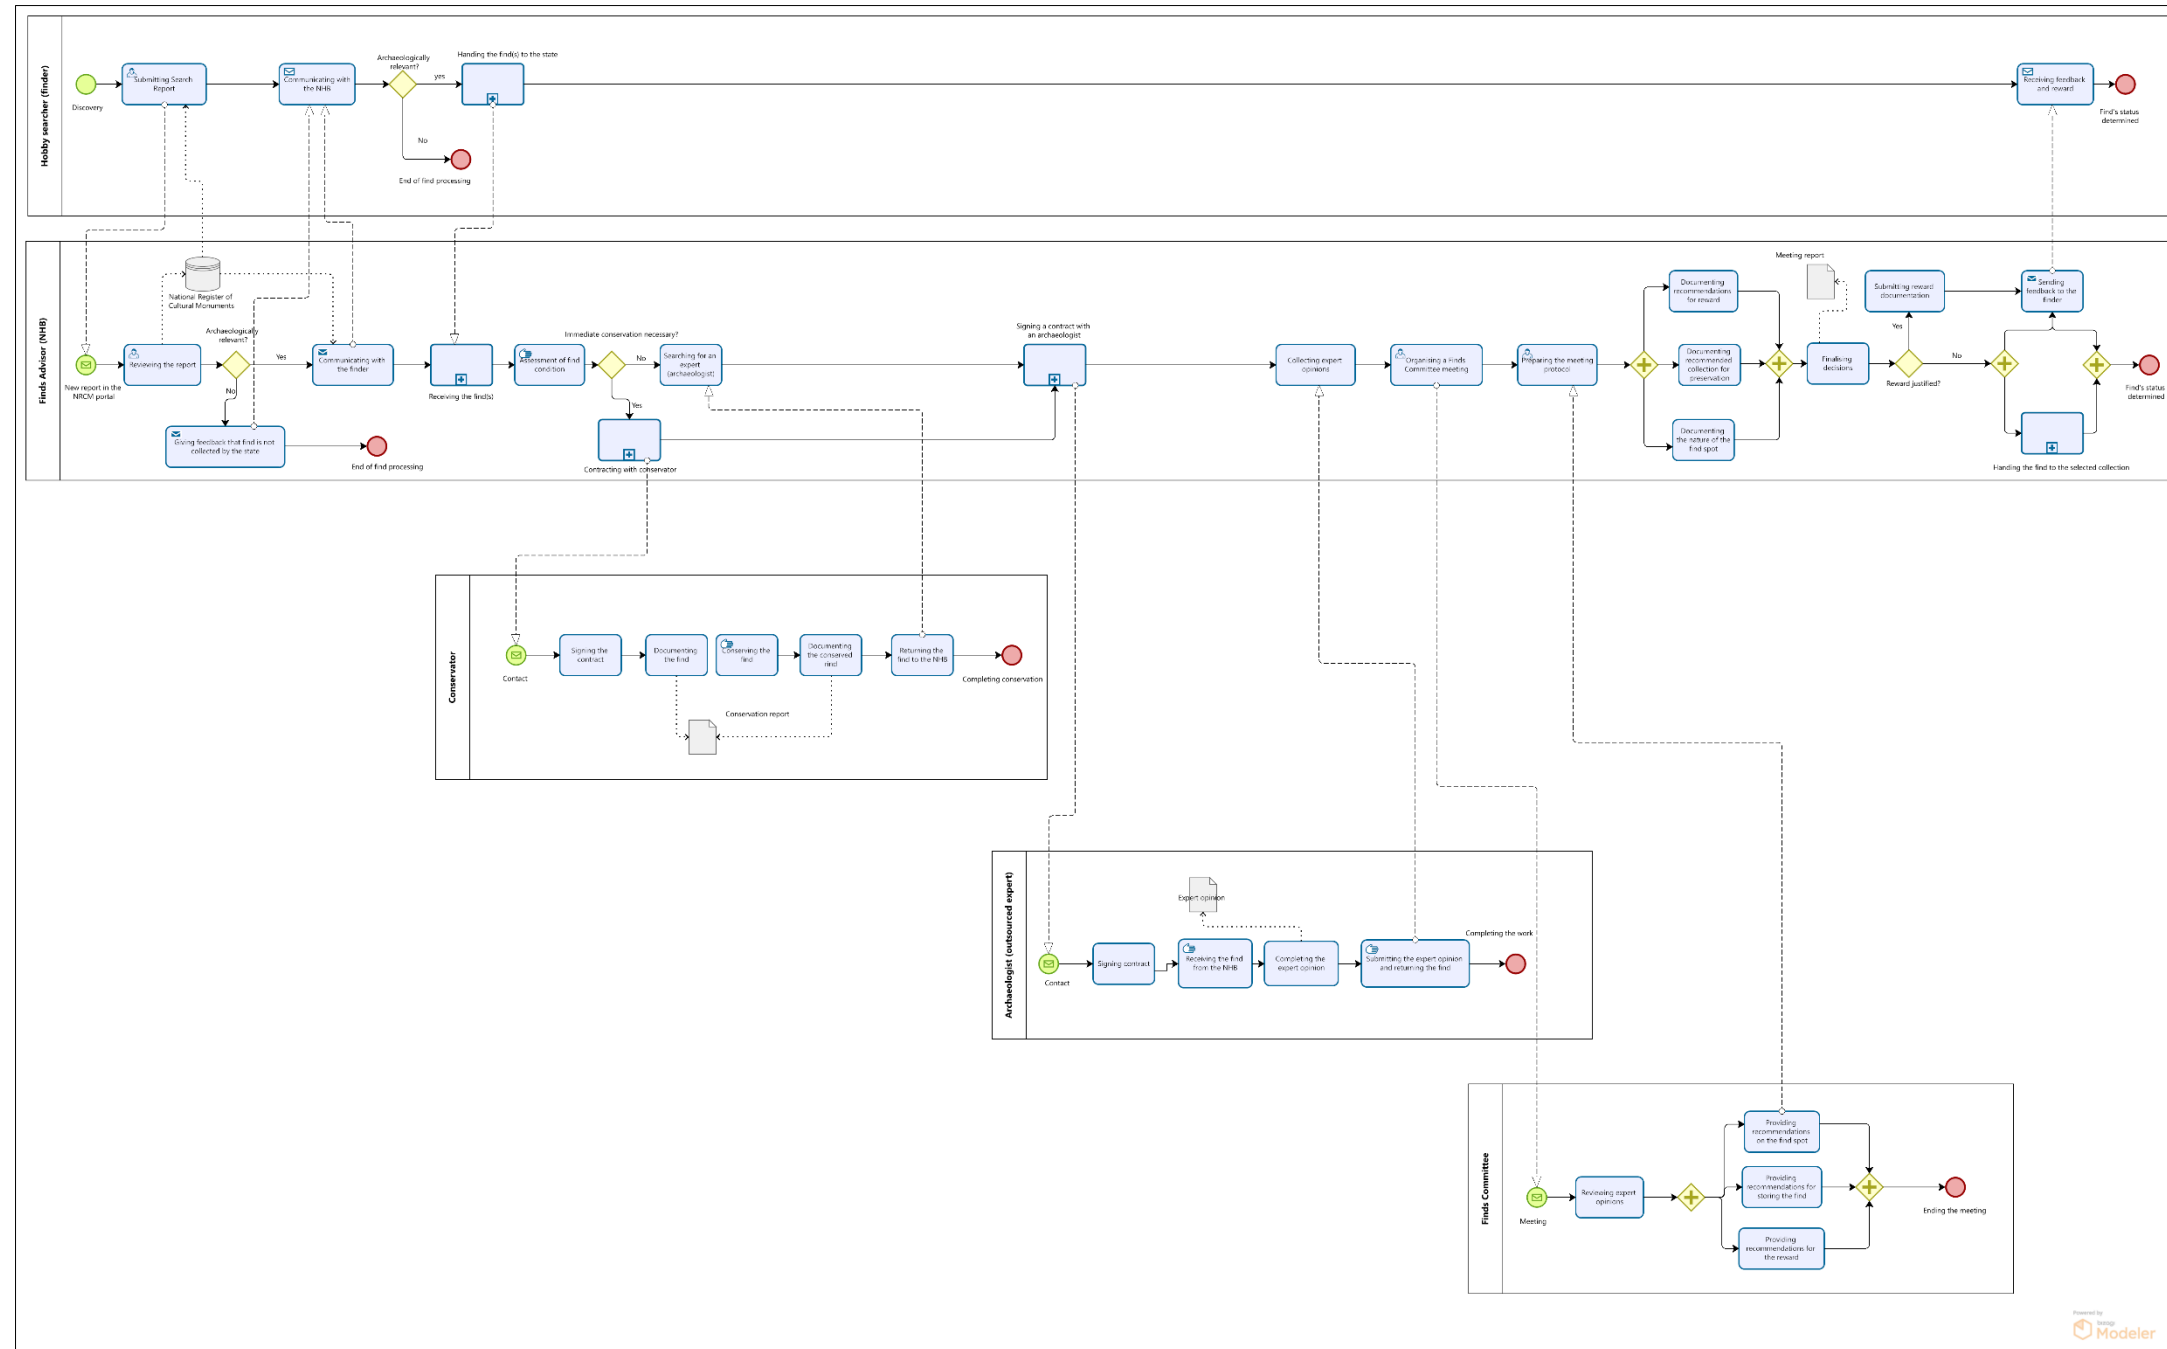 Hobby searcher (finder)
Discovery
Submitting Search
Report
Communicating with
the NHB
Archaeologically
relevant?
yes
No
End of find processing
Handing the find(s) to the state
Receiving feedback
and reward
Find's status
determined
Finds Advisor (NHB)
New report in the
NRCM portal
Reviewing the report
National Register of
Cultural Monuments
Archaeologically
relevant?
Yes
No
Giving feedback that find is not
collected by the state
End of find processing
Communicating with
the finder
Receiving the find(s)
Assessment of find
condition
Immediate conservation necessary?
No
Yes
Searching for an
expert
(archaeologist)
Contracting with conservator
Signing a contract with
an archaeologist
Collecting expert
opinions
Organising a Finds
Committee meeting
Preparing the meeting
protocol
Documenting
recommendations
for reward
Documenting
recommended
collection for
preservation
Documenting
the nature of the
find spot
Meeting report
Finalising
decisions
Reward justified?
Yes
No
Submitting reward
documentation
Sending
feedback to the
finder
Handing the find to the selected collection
Find's status
determined
Conservator
Contact
Signing the
contract
Documenting
the find
Conserving the
find
Documenting
the conserved
find
Returning the
find to the NHB
Completing conservation
Conservation report
Archaeologist (outsourced expert)
Contact
Signing contract
Receiving the find
from the NHB
Expert opinion
Completing the
expert opinion
Submitting the expert opinion
and returning the find
Completing the work
Finds Committee
Meeting
Reviewing expert
opinions
Providing
recommendations
on the find spot
Providing
recommendations for
storing the find
Providing
recommendations for
the reward
Ending the meeting
Powered by
bizagi
Modeler